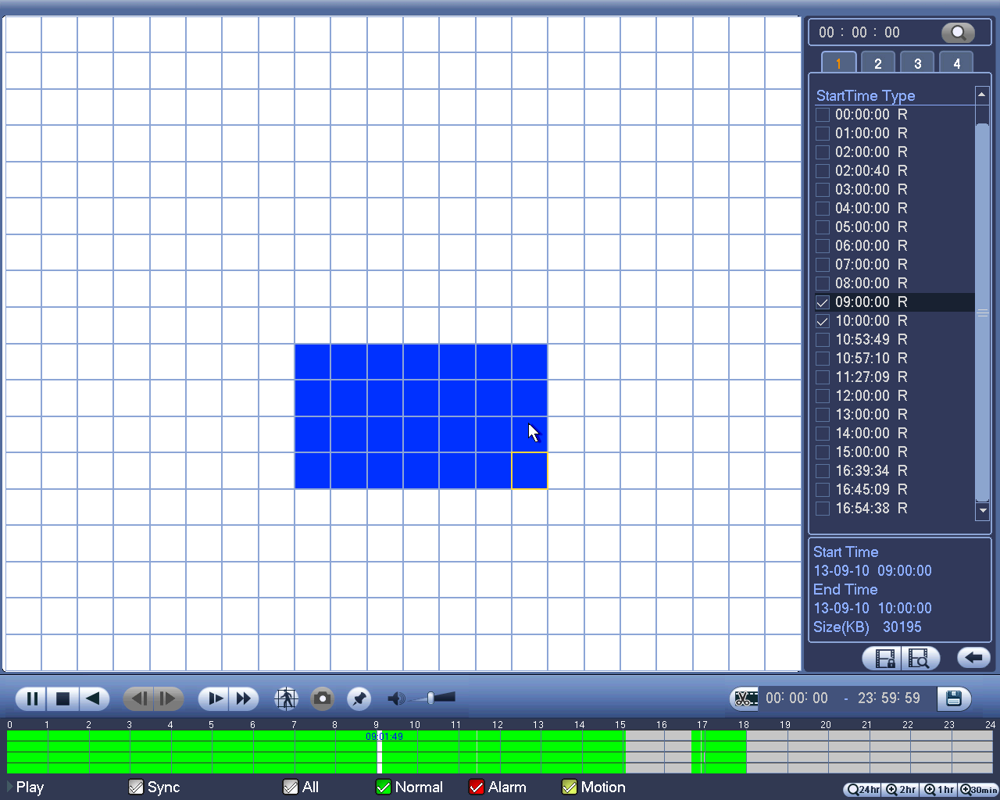 00 : 00 : 00
1 2 3 4
StartTime Type
00:00:00 R
01:00:00 R
02:00:00 R
02:00:40 R
03:00:00 R
04:00:00 R
05:00:00 R
06:00:00 R
07:00:00 R
08:00:00 R
09:00:00 R
10:00:00 R
10:53:49 R
10:57:10 R
11:27:09 R
12:00:00 R
13:00:00 R
14:00:00 R
15:00:00 R
16:39:34 R
16:45:09 R
16:54:38 R
Start Time
13-09-10 09:00:00
End Time
13-09-10 10:00:00
Size(KB) 30195
00: 00: 00 - 23: 59: 59
0 1 2 3 4 5 6 7 8 9 10 11 12 13 14 15 16 17 18 19 20 21 22 23 24
09:01:49
Play Sync All Normal Alarm Motion 24hr 2hr 1hr 30min